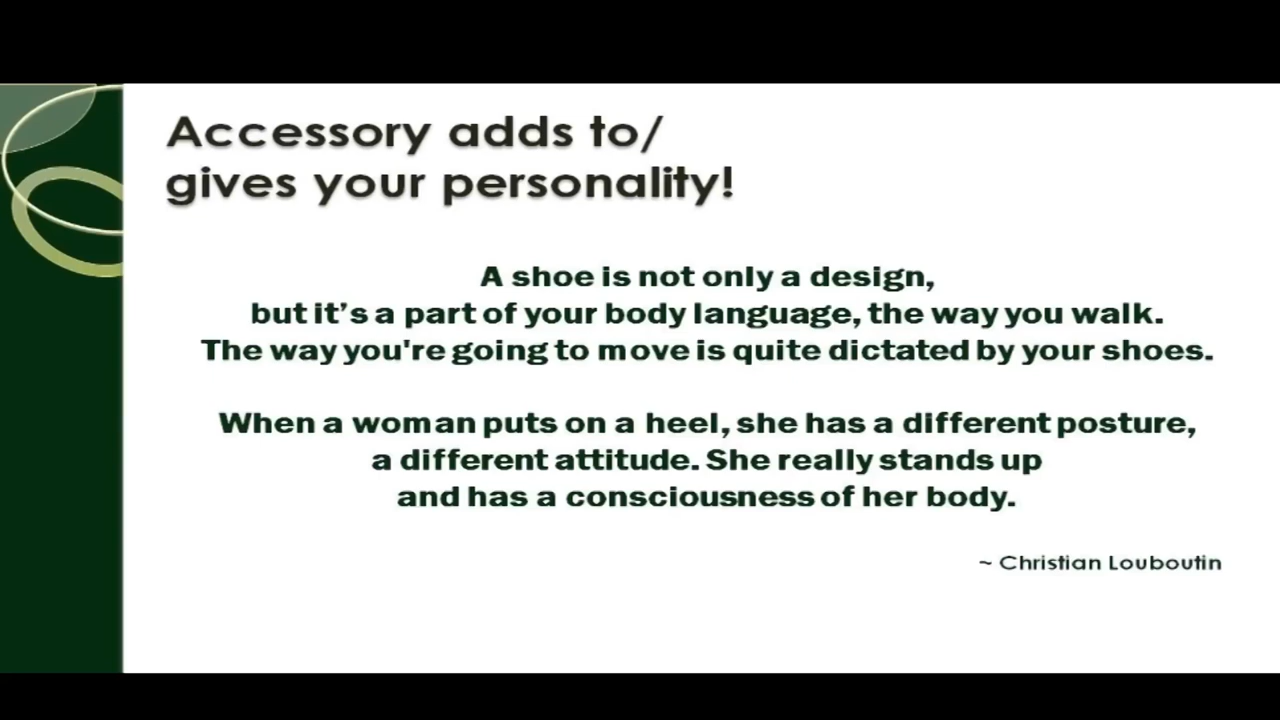 Accessory adds to/
gives your personality!
A shoe is not only a design,
but it’s a part of your body language, the way you walk.
The way you're going to move is quite dictated by your shoes.
When a woman puts on a heel, she has a different posture,
a different attitude. She really stands up
and has a consciousness of her body.
~ Christian Louboutin